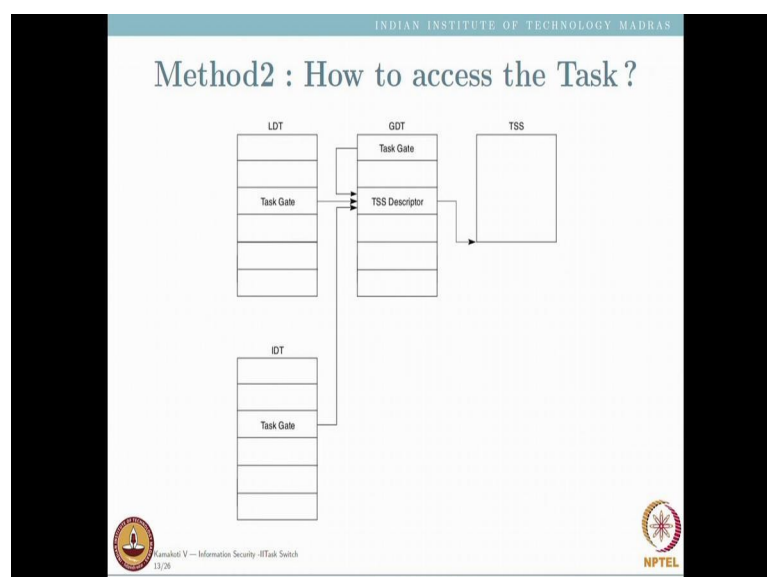 INDIAN INSTITUTE OF TECHNOLOGY MADRAS
Method2 : How to access the Task?
LDT
GDT
TSS
Task Gate
Task Gate
TSS Descriptor
IDT
Task Gate
Kamakoti V — Information Security -IITask Switch
13/26
NPTEL